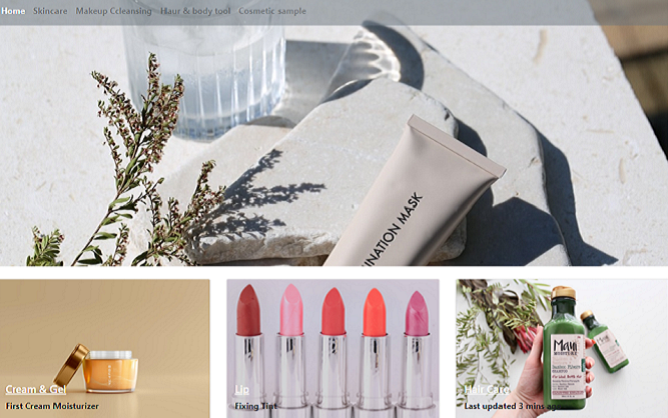 Home Skincare Makeup Ccleansing Haur & body tool Cosmetic sample
INATION MASK
Cream & Gel
First Cream Moisturizer
Lip
Fixing Tint
Hair Care
Last updated 3 mins ago
Maui
MOISTURE